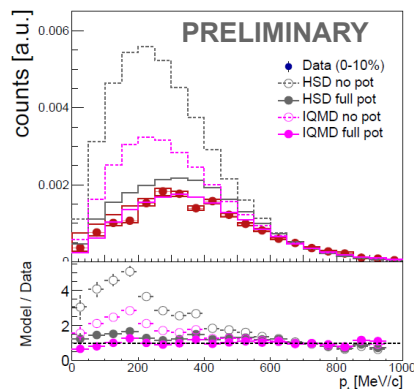 PRELIMINARY
counts [a.u.]
0.006
0.004
0.002
Data (0-10%)
HSD no pot
HSD full pot
IQMD no pot
IQMD full pot
Model / Data
4
2
0
0 200 400 600 800 1000
pₜ [MeV/c]